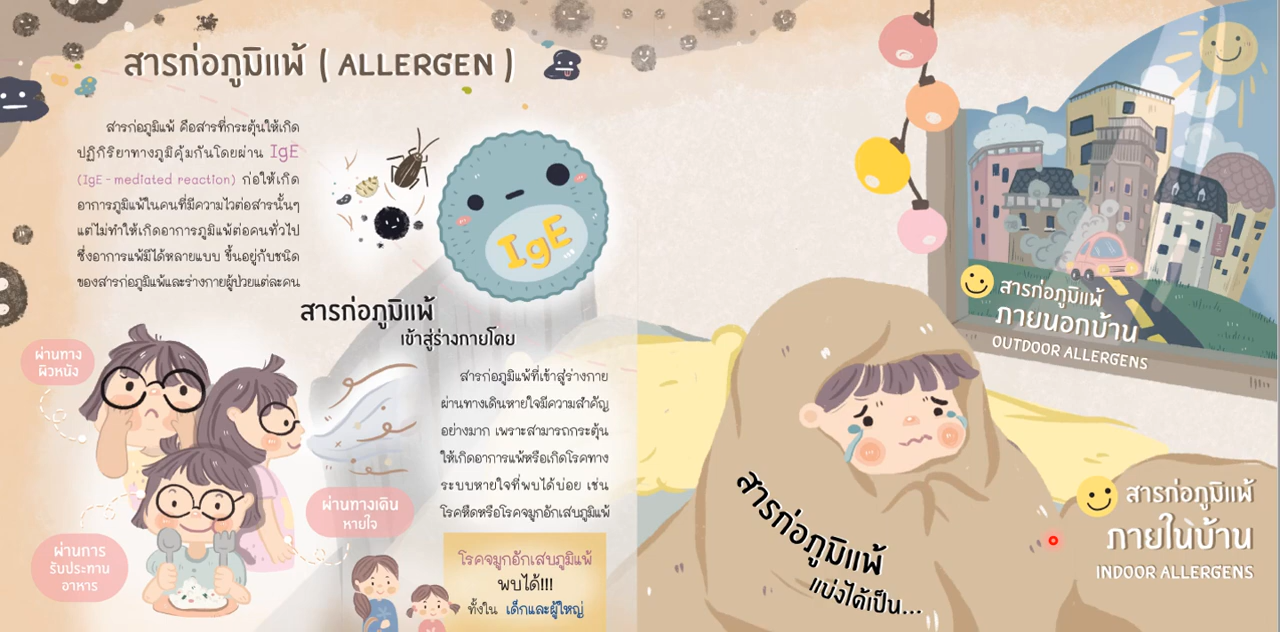 สารก่อภูมิแพ้ ( ALLERGEN )
สารก่อภูมิแพ้ คือสารที่กระตุ้นให้เกิด
ปฏิกิริยาทางภูมิคุ้มกันโดยผ่าน IgE
(IgE - mediated reaction) ก่อให้เกิด
อาการภูมิแพ้ในคนที่มีความไวต่อสารนั้นๆ
แต่ไม่ทำให้เกิดอาการภูมิแพ้ต่อคนทั่วไป
ซึ่งอาการแพ้มีได้หลายแบบ ขึ้นอยู่กับชนิด
ของสารก่อภูมิแพ้และร่างกายผู้ป่วยแต่ละคน
IgE
สารก่อภูมิแพ้
เข้าสู่ร่างกายโดย
ผ่านทาง
ผิวหนัง
ผ่านทางเดิน
หายใจ
ผ่านการ
รับประทาน
อาหาร
สารก่อภูมิแพ้ที่เข้าสู่ร่างกาย
ผ่านทางเดินหายใจมีความสำคัญ
อย่างมาก เพราะสามารถกระตุ้น
ให้เกิดอาการแพ้หรือเกิดโรคทาง
ระบบหายใจที่พบได้บ่อย เช่น
โรคหืดหรือโรคจมูกอักเสบภูมิแพ้
โรคจมูกอักเสบภูมิแพ้
พบได้!!!
ทั้งใน เด็กและผู้ใหญ่
สารก่อภูมิแพ้
แบ่งได้เป็น...
สารก่อภูมิแพ้
ภายนอกบ้าน
OUTDOOR ALLERGENS
สารก่อภูมิแพ้
ภายในบ้าน
INDOOR ALLERGENS